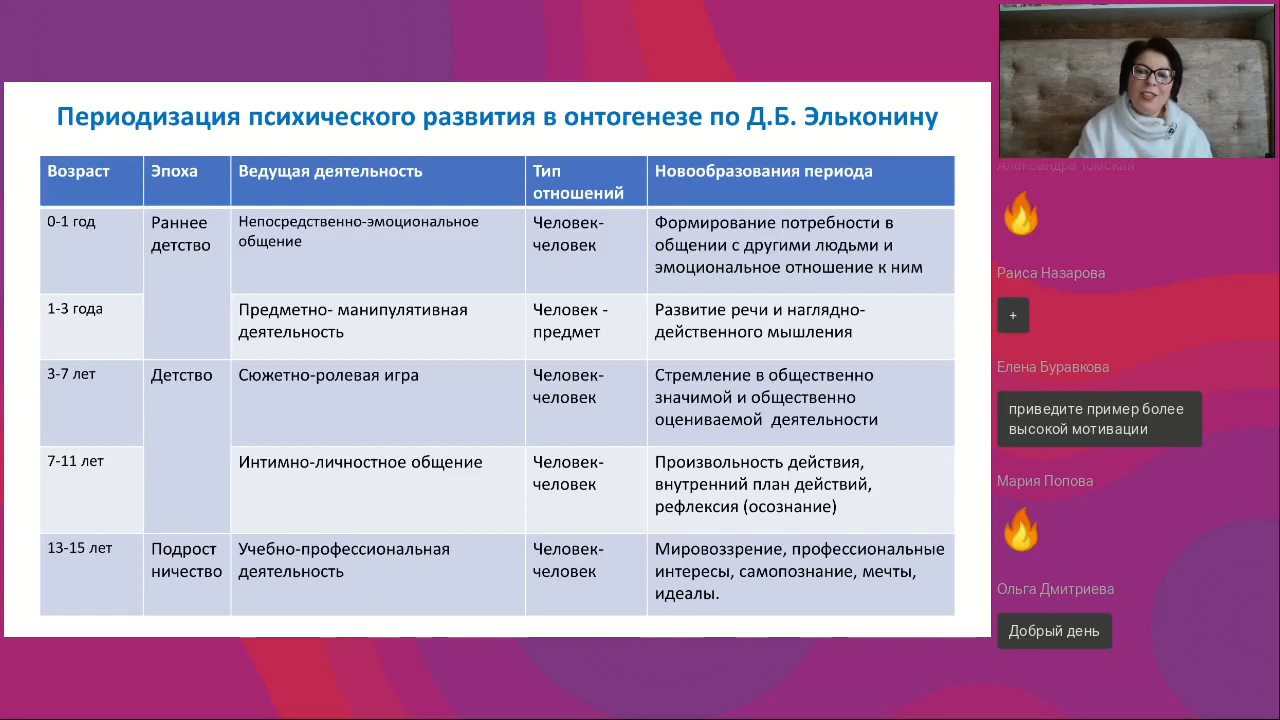 Периодизация психического развития в онтогенезе по Д.Б. Эльконину
Возраст
Эпоха
Ведущая деятельность
Тип
отношений
Новообразования периода
0-1 год
Раннее
детство
Непосредственно-эмоциональное
общение
Человек-
человек
Формирование потребности в
общении с другими людьми и
эмоциональное отношение к ним
1-3 года
Предметно- манипулятивная
деятельность
Человек -
предмет
Развитие речи и наглядно-
действенного мышления
3-7 лет
Детство
Сюжетно-ролевая игра
Человек-
человек
Стремление в общественно
значимой и общественно
оцениваемой деятельности
7-11 лет
Интимно-личностное общение
Человек-
человек
Произвольность действия,
внутренний план действий,
рефлексия (осознание)
13-15 лет
Подрост
ничество
Учебно-профессиональная
деятельность
Человек-
человек
Мировоззрение, профессиональные
интересы, самопознание, мечты,
идеалы.
Александра Томская
Раиса Назарова
+
Елена Буравкова
приведите пример более
высокой мотивации
Мария Попова
Ольга Дмитриева
Добрый день